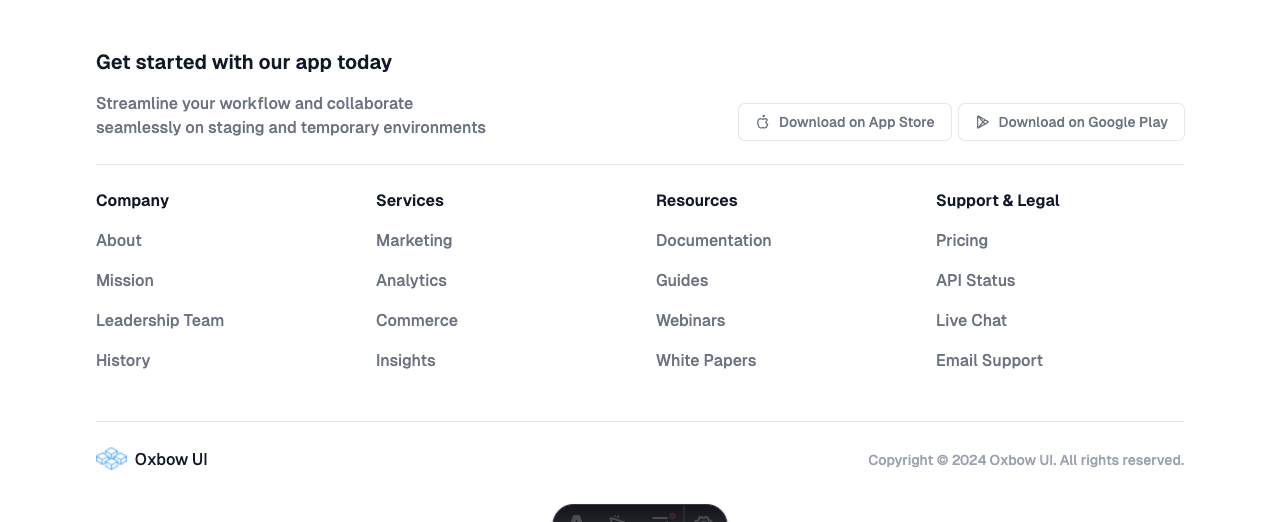 Get started with our app today
Streamline your workflow and collaborate
seamlessly on staging and temporary environments
Download on App Store
Download on Google Play
Company
About
Mission
Leadership Team
History
Services
Marketing
Analytics
Commerce
Insights
Resources
Documentation
Guides
Webinars
White Papers
Support & Legal
Pricing
API Status
Live Chat
Email Support
Oxbow UI
Copyright © 2024 Oxbow UI. All rights reserved.